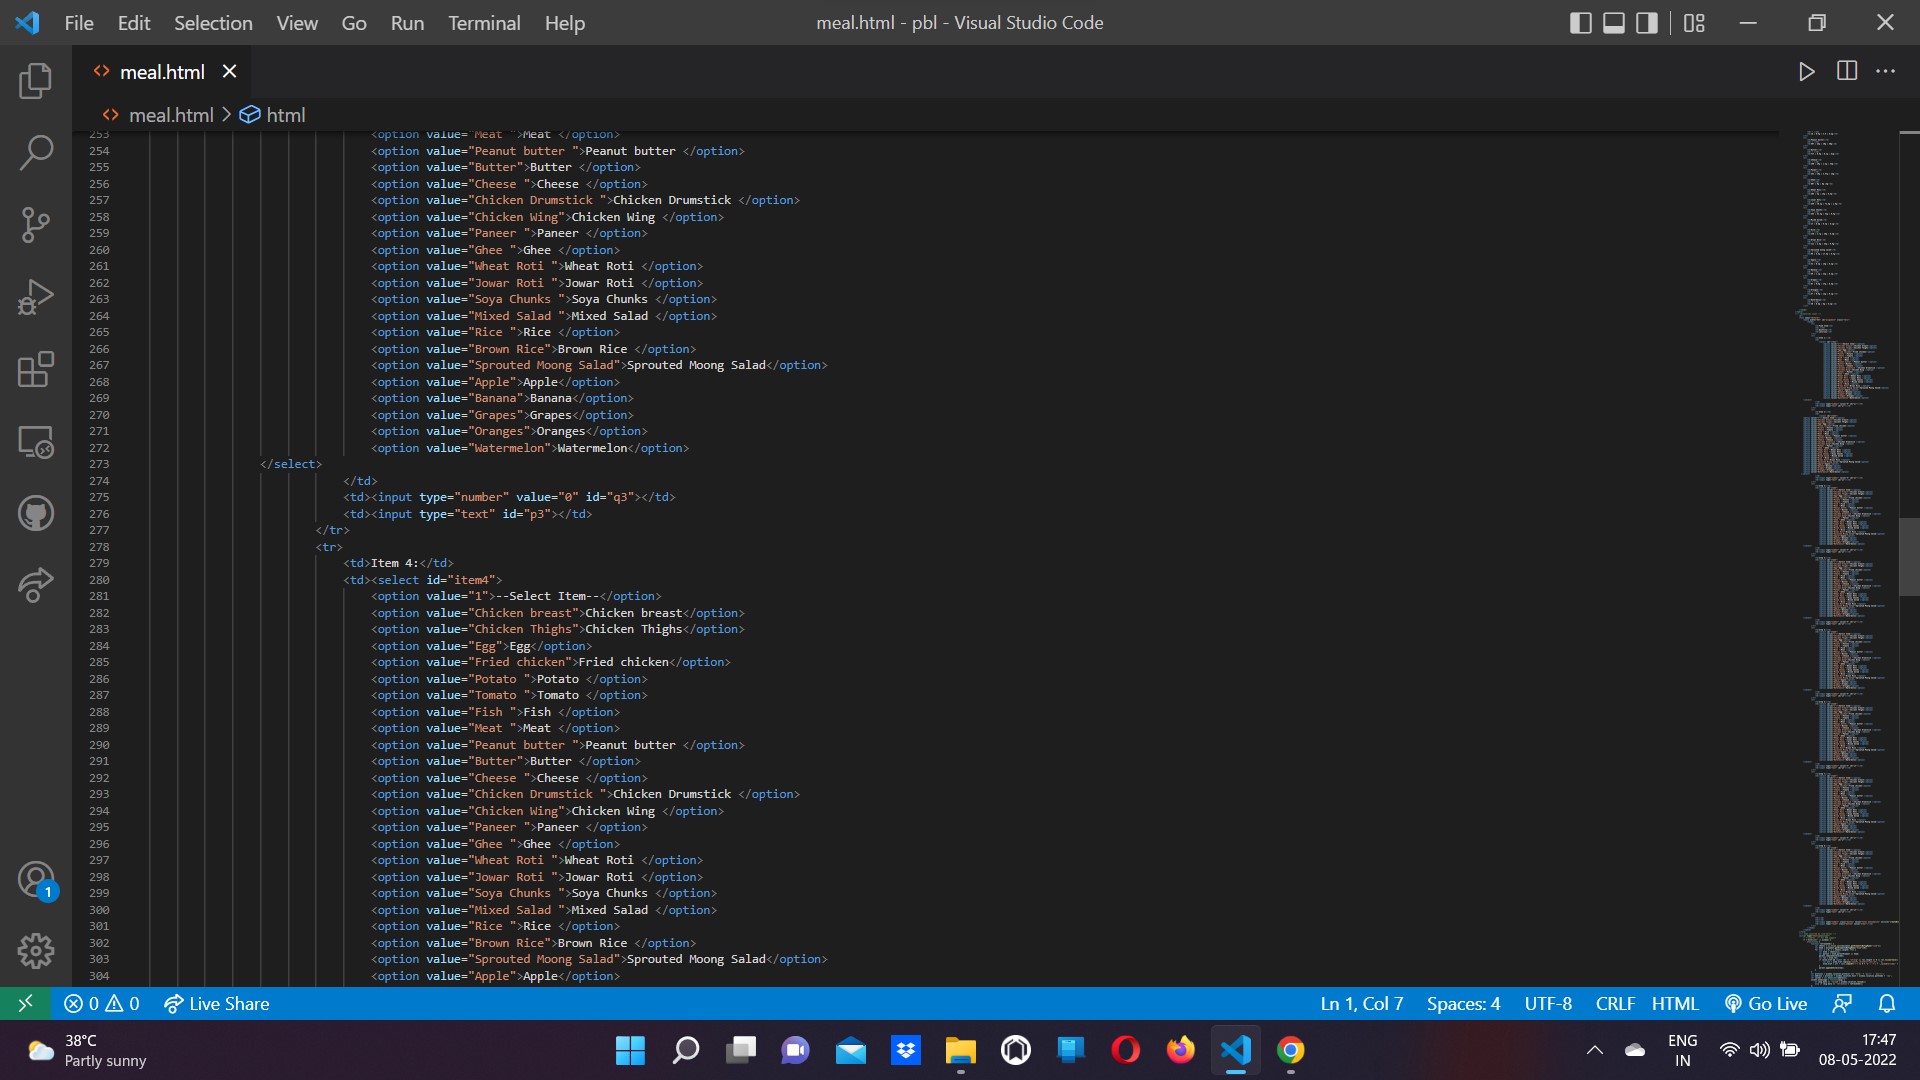 File Edit Selection View Go Run Terminal Help meal.html - pbl - Visual Studio Code
meal.html
meal.html > html
253 <option value="Meat ">Meat </option>
254 <option value="Peanut butter ">Peanut butter </option>
255 <option value="Butter">Butter </option>
256 <option value="Cheese ">Cheese </option>
257 <option value="Chicken Drumstick ">Chicken Drumstick </option>
258 <option value="Chicken Wing">Chicken Wing </option>
259 <option value="Paneer ">Paneer </option>
260 <option value="Ghee ">Ghee </option>
261 <option value="Wheat Roti ">Wheat Roti </option>
262 <option value="Jowar Roti ">Jowar Roti </option>
263 <option value="Soya Chunks ">Soya Chunks </option>
264 <option value="Mixed Salad ">Mixed Salad </option>
265 <option value="Rice ">Rice </option>
266 <option value="Brown Rice">Brown Rice </option>
267 <option value="Sprouted Moong Salad">Sprouted Moong Salad</option>
268 <option value="Apple">Apple</option>
269 <option value="Banana">Banana</option>
270 <option value="Grapes">Grapes</option>
271 <option value="Oranges">Oranges</option>
272 <option value="Watermelon">Watermelon</option>
273 </select>
274 </td>
275 <td><input type="number" value="0" id="q3"></td>
276 <td><input type="text" id="p3"></td>
277 </tr>
278 <tr>
279 <td>Item 4:</td>
280 <td><select id="item4">
281 <option value="1">--Select Item--</option>
282 <option value="Chicken breast">Chicken breast</option>
283 <option value="Chicken Thighs">Chicken Thighs</option>
284 <option value="Egg">Egg</option>
285 <option value="Fried chicken">Fried chicken</option>
286 <option value="Potato ">Potato </option>
287 <option value="Tomato ">Tomato </option>
288 <option value="Fish ">Fish </option>
289 <option value="Meat ">Meat </option>
290 <option value="Peanut butter ">Peanut butter </option>
291 <option value="Butter">Butter </option>
292 <option value="Cheese ">Cheese </option>
293 <option value="Chicken Drumstick ">Chicken Drumstick </option>
294 <option value="Chicken Wing">Chicken Wing </option>
295 <option value="Paneer ">Paneer </option>
296 <option value="Ghee ">Ghee </option>
297 <option value="Wheat Roti ">Wheat Roti </option>
298 <option value="Jowar Roti ">Jowar Roti </option>
299 <option value="Soya Chunks ">Soya Chunks </option>
300 <option value="Mixed Salad ">Mixed Salad </option>
301 <option value="Rice ">Rice </option>
302 <option value="Brown Rice">Brown Rice </option>
303 <option value="Sprouted Moong Salad">Sprouted Moong Salad</option>
304 <option value="Apple">Apple</option>
1
0 0 Live Share Ln 1, Col 7 Spaces: 4 UTF-8 CRLF HTML Go Live
38°C
Partly sunny
ENG
IN
17:47
08-05-2022